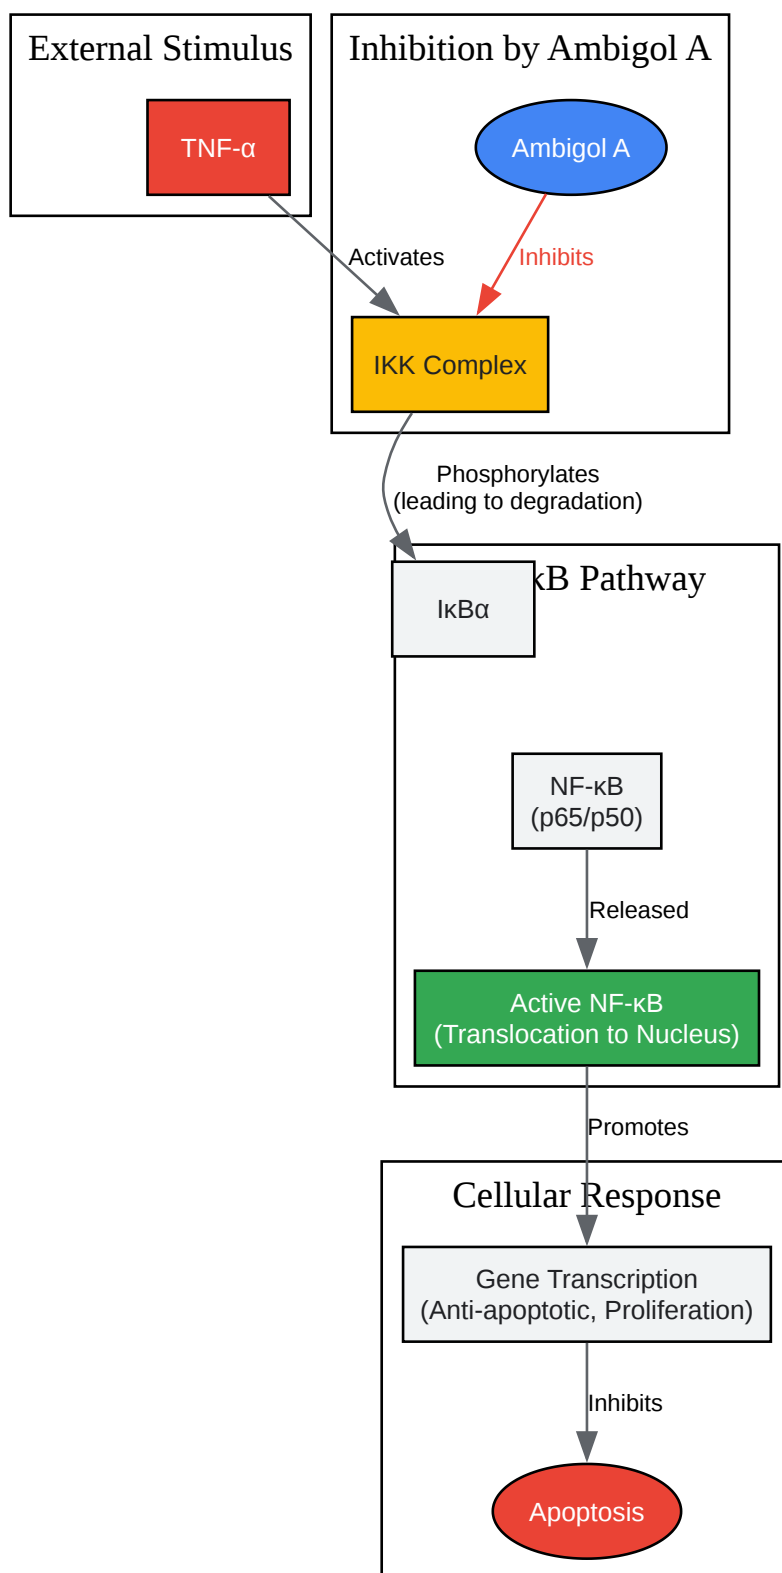 External Stimulus
Inhibition by Ambigol A
TNF-α
Ambigol A
Activates
Inhibits
IKK Complex
Phosphorylates
(leading to degradation)
κB Pathway
IκBα
NF-κB
(p65/p50)
Released
Active NF-κB
(Translocation to Nucleus)
Promotes
Cellular Response
Gene Transcription
(Anti-apoptotic, Proliferation)
Inhibits
Apoptosis